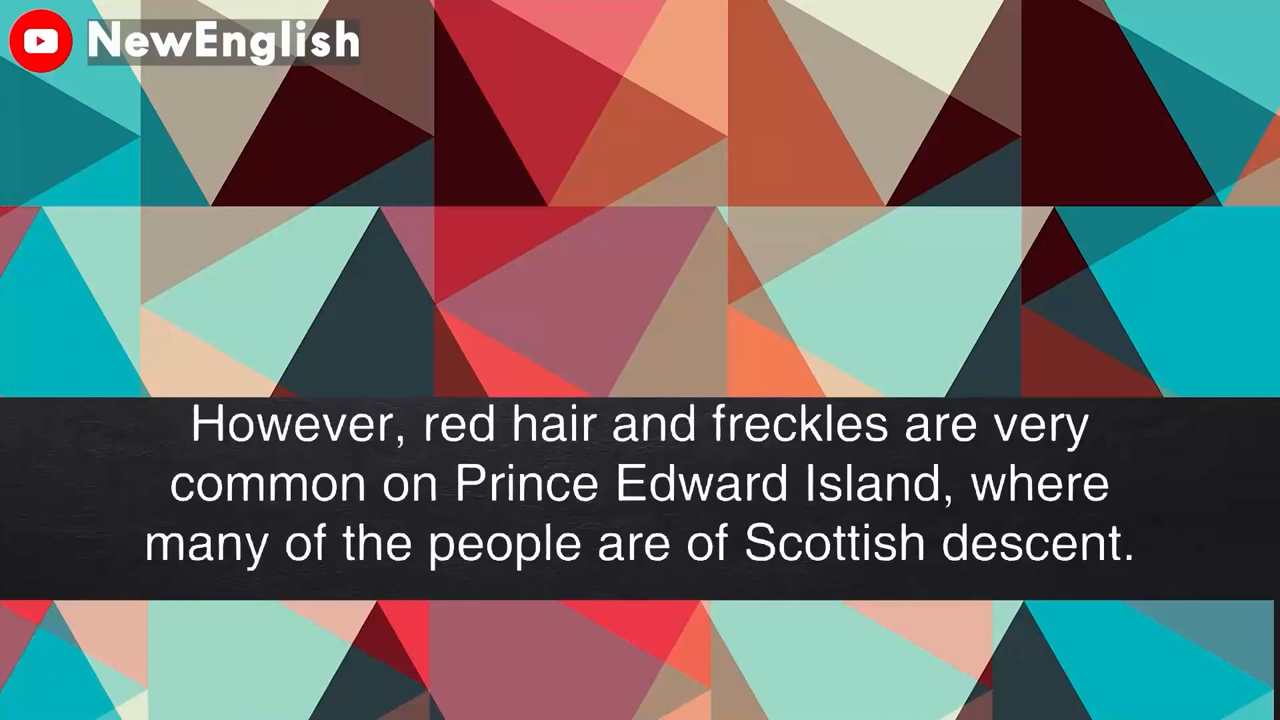 NewEnglish
However, red hair and freckles are very
common on Prince Edward Island, where
many of the people are of Scottish descent.